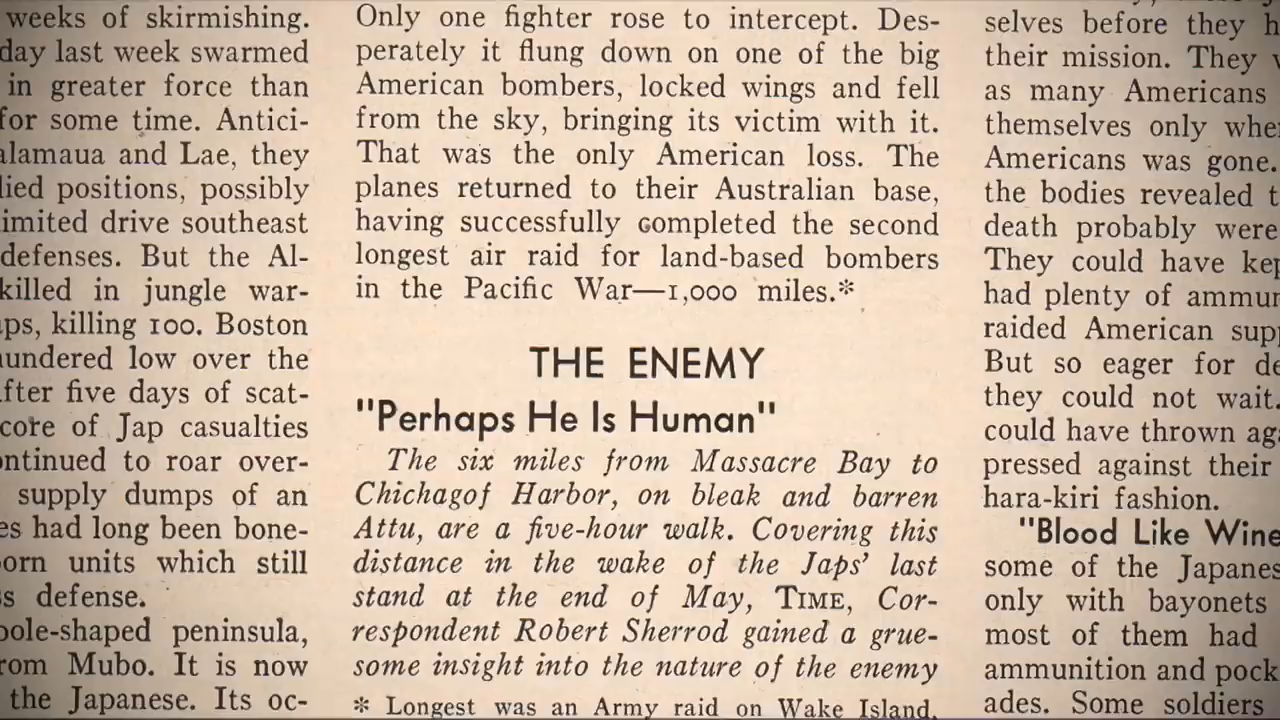 weeks of skirmishing.
day last week swarmed
in greater force than
for some time. Antici-
alamaua and Lae, they
lied positions, possibly
imited drive southeast
defenses. But the Al-
killed in jungle war-
aps, killing 100. Boston
hundered low over the
fter five days of scat-
core of Jap casualties
ontinued to roar over-
supply dumps of an
es had long been bone-
orn units which still
s defense.
pole-shaped peninsula,
rom Mubo. It is now
the Japanese. Its oc-
Only one fighter rose to intercept. Des-
perately it flung down on one of the big
American bombers, locked wings and fell
from the sky, bringing its victim with it.
That was the only American loss. The
planes returned to their Australian base,
having successfully completed the second
longest air raid for land-based bombers
in the Pacific War—1,000 miles.*
THE ENEMY
"Perhaps He Is Human"
The six miles from Massacre Bay to
Chichagof Harbor, on bleak and barren
Attu, are a five-hour walk. Covering this
distance in the wake of the Japs' last
stand at the end of May, TIME, Cor-
respondent Robert Sherrod gained a grue-
some insight into the nature of the enemy
* Longest was an Army raid on Wake Island.
selves before they h
their mission. They
as many Americans
themselves only whe
Americans was gone.
the bodies revealed t
death probably were
They could have kep
had plenty of ammun
raided American supp
But so eager for de
they could not wait.
could have thrown aga
pressed against their
hara-kiri fashion.
"Blood Like Wine
some of the Japanes
only with bayonets
most of them had
ammunition and pock
ades. Some soldiers